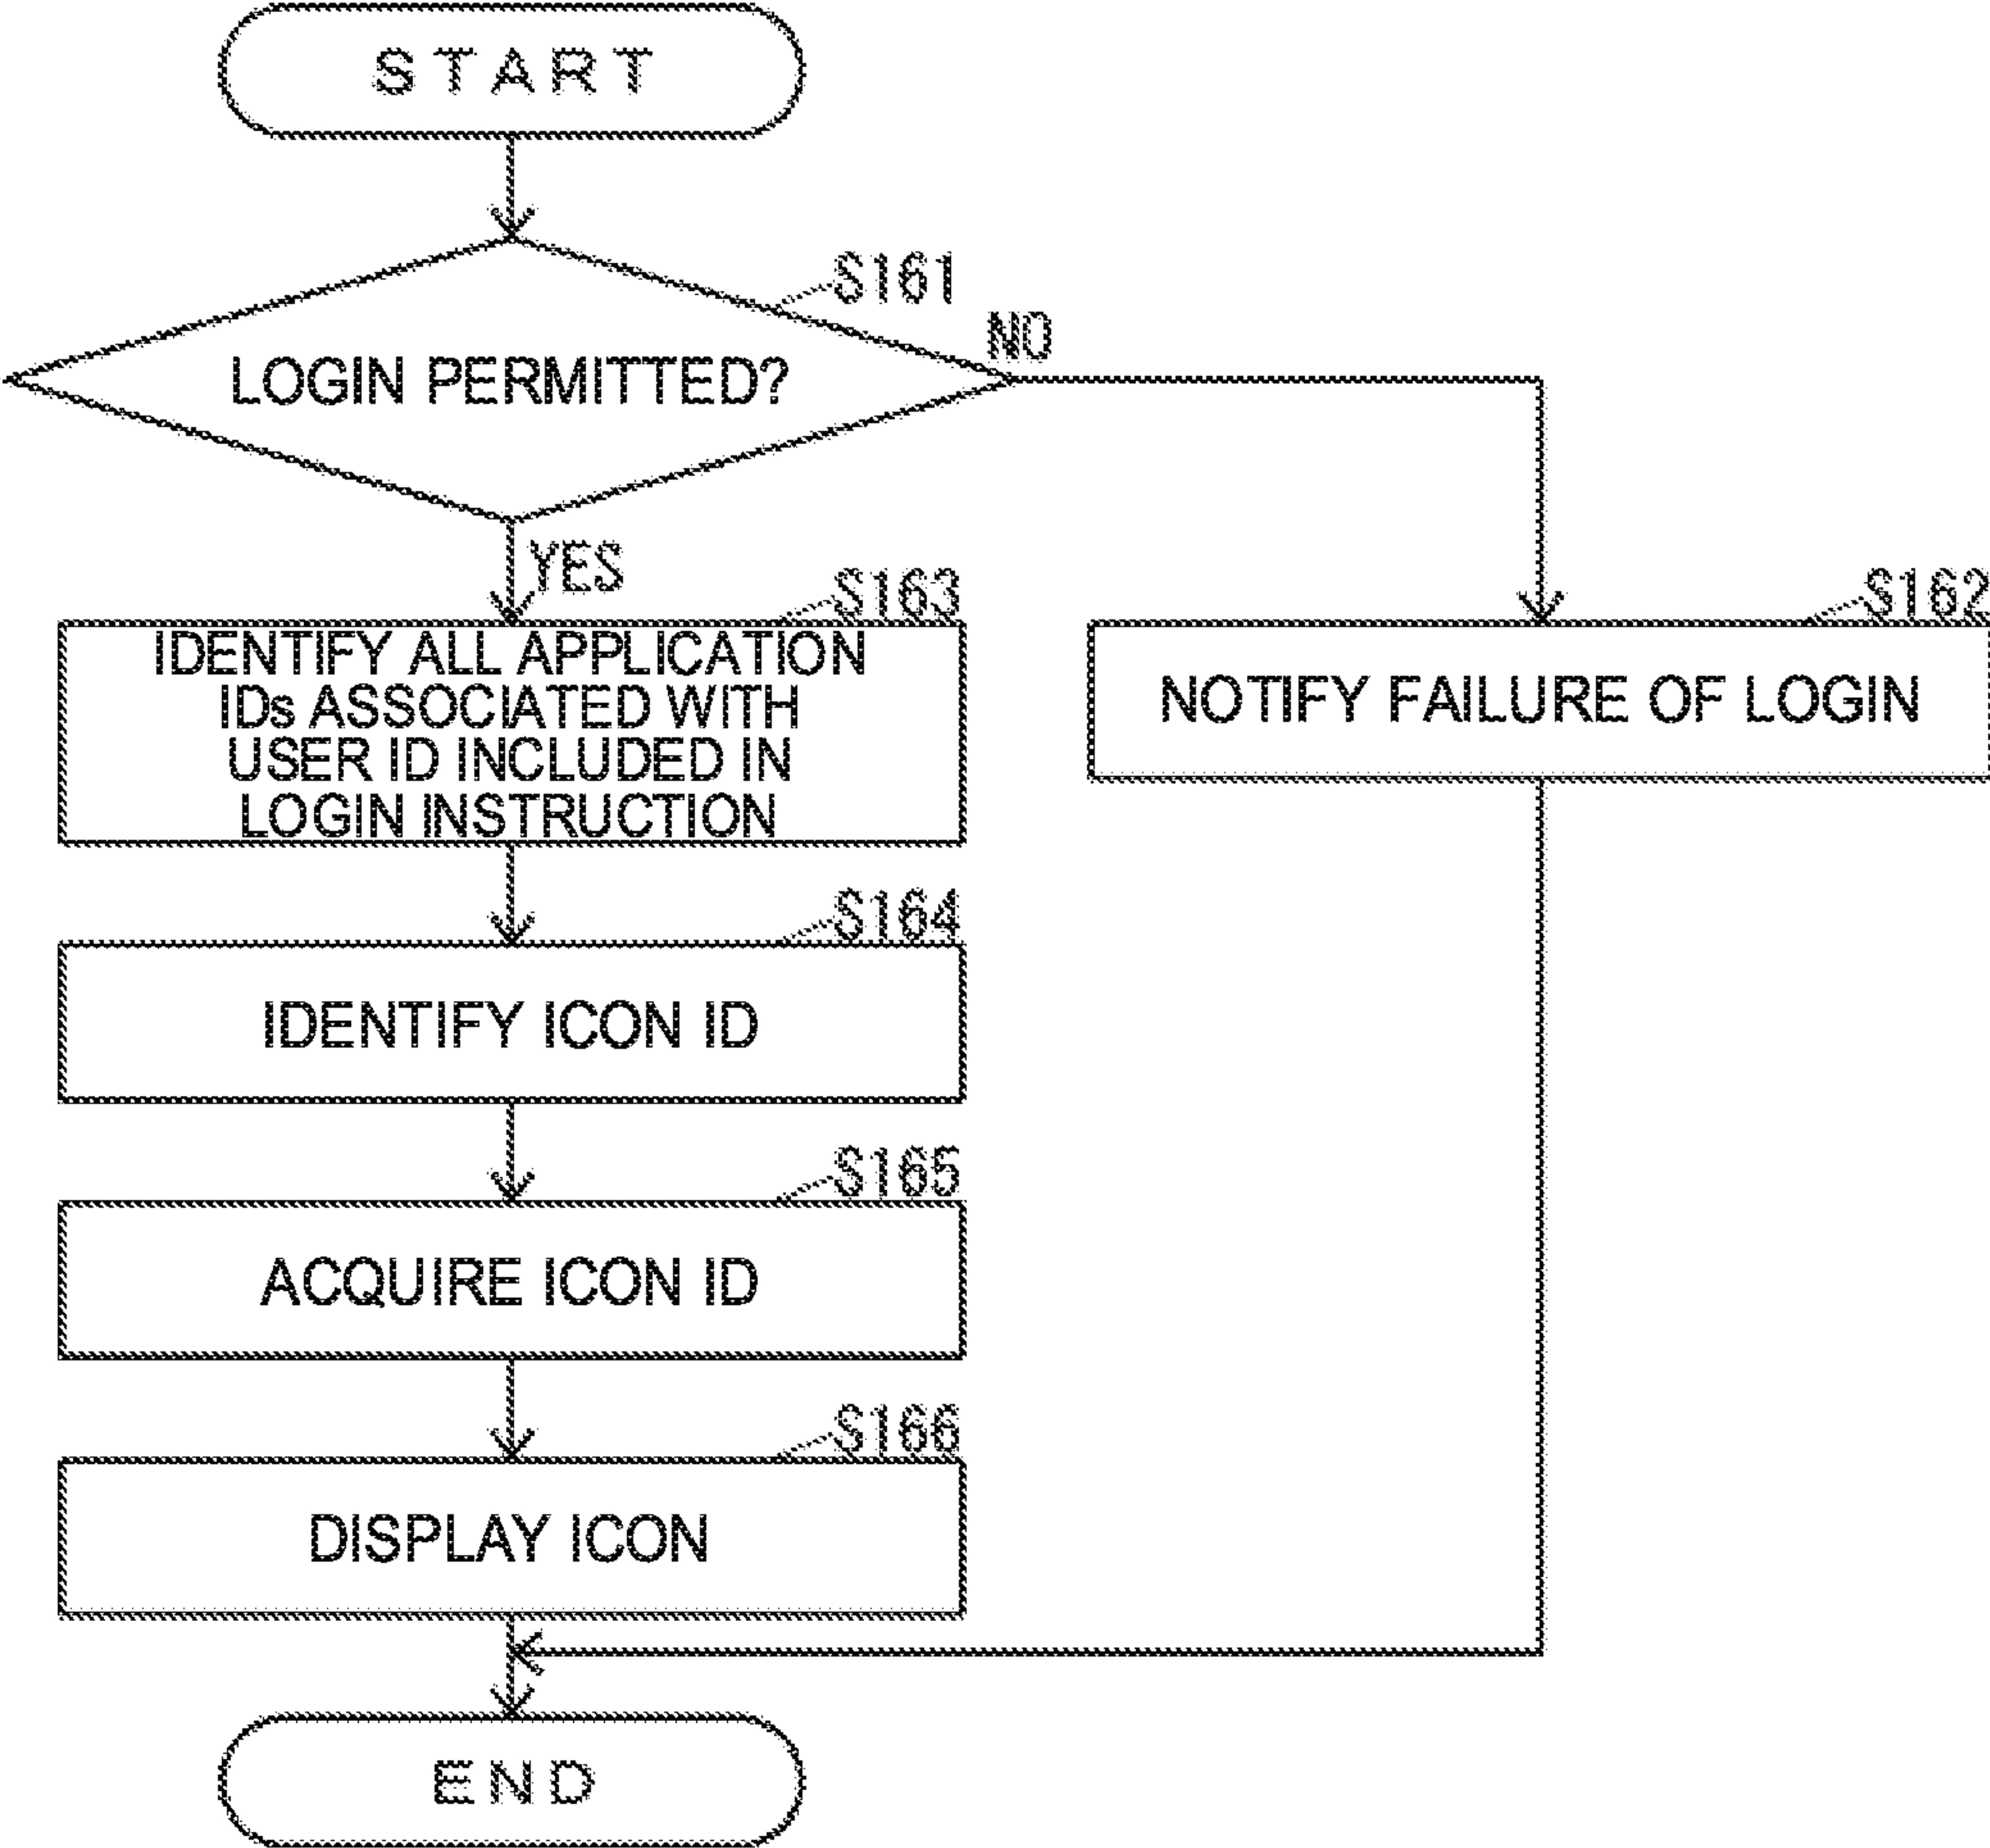 START
S161
NO
LOGIN PERMITTED?
YES
S163
IDENTIFY ALL APPLICATION
IDs ASSOCIATED WITH
USER ID INCLUDED IN
LOGIN INSTRUCTION
S162
NOTIFY FAILURE OF LOGIN
S164
IDENTIFY ICON ID
S165
ACQUIRE ICON ID
S166
DISPLAY ICON
END